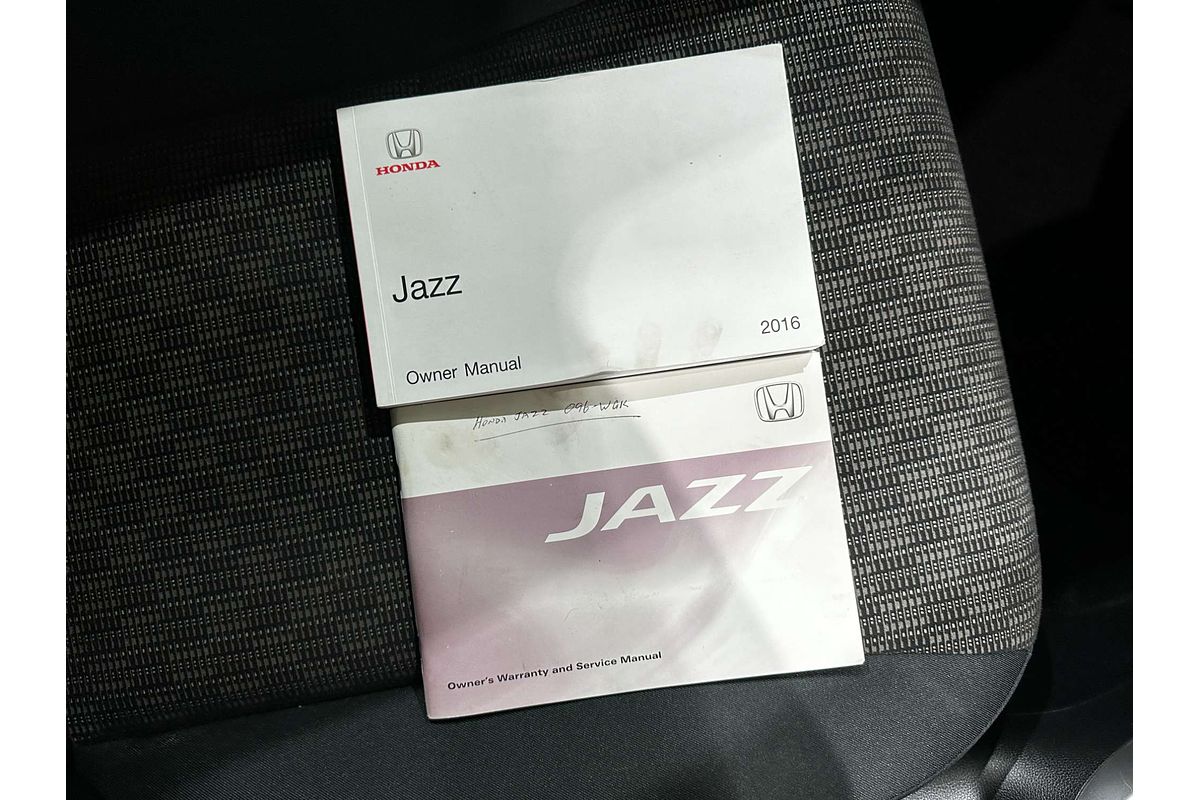 HONDA
Jazz
2016
Owner Manual
HONDA JAZZ 096-WGK
JAZZ
Owner's Warranty and Service Manual